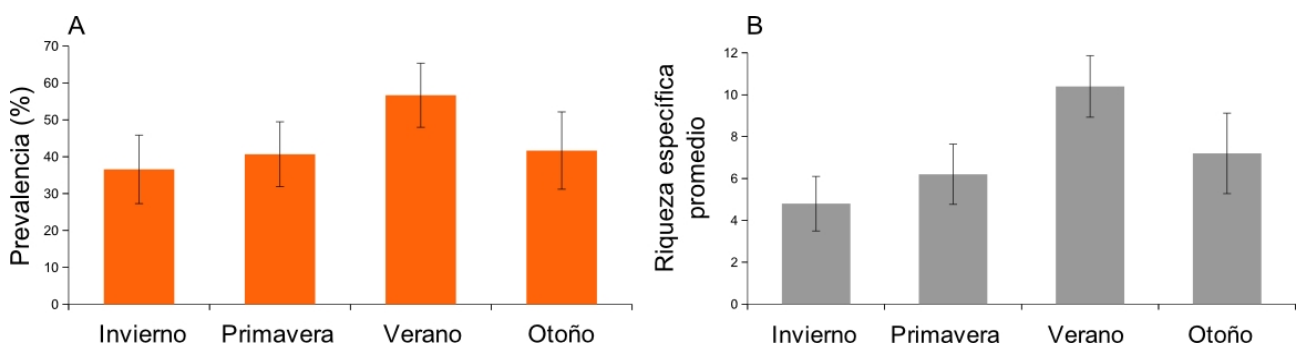 A
Prevalencia (%)
70
60
50
40
30
20
10
0
Invierno
Primavera
Verano
Otoño
B
Riqueza específica
promedio
12
10
8
6
4
2
0
Invierno
Primavera
Verano
Otoño